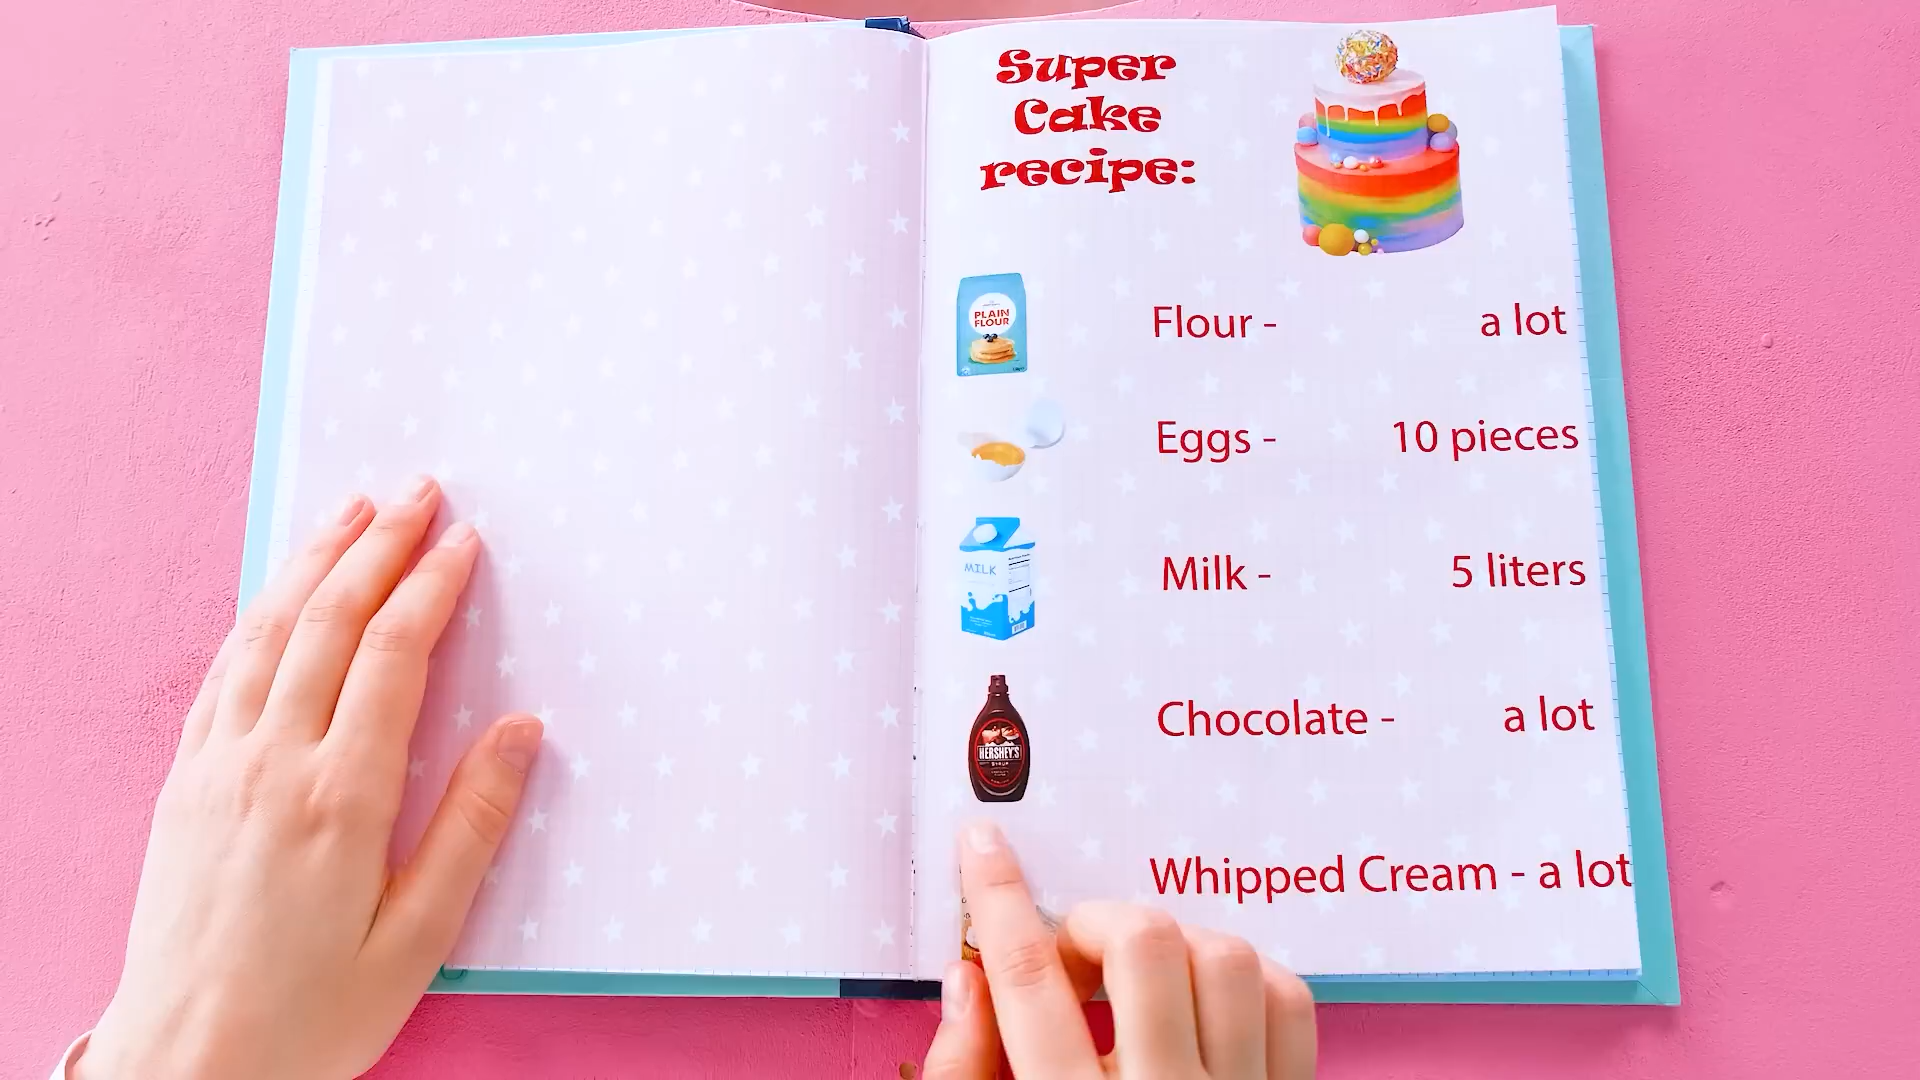 Super
Cake
recipe:
PLAIN
FLOUR
Flour - a lot
Eggs - 10 pieces
MILK
Milk - 5 liters
HERSHEY'S
SYRUP
Chocolate - a lot
Whipped Cream - a lot